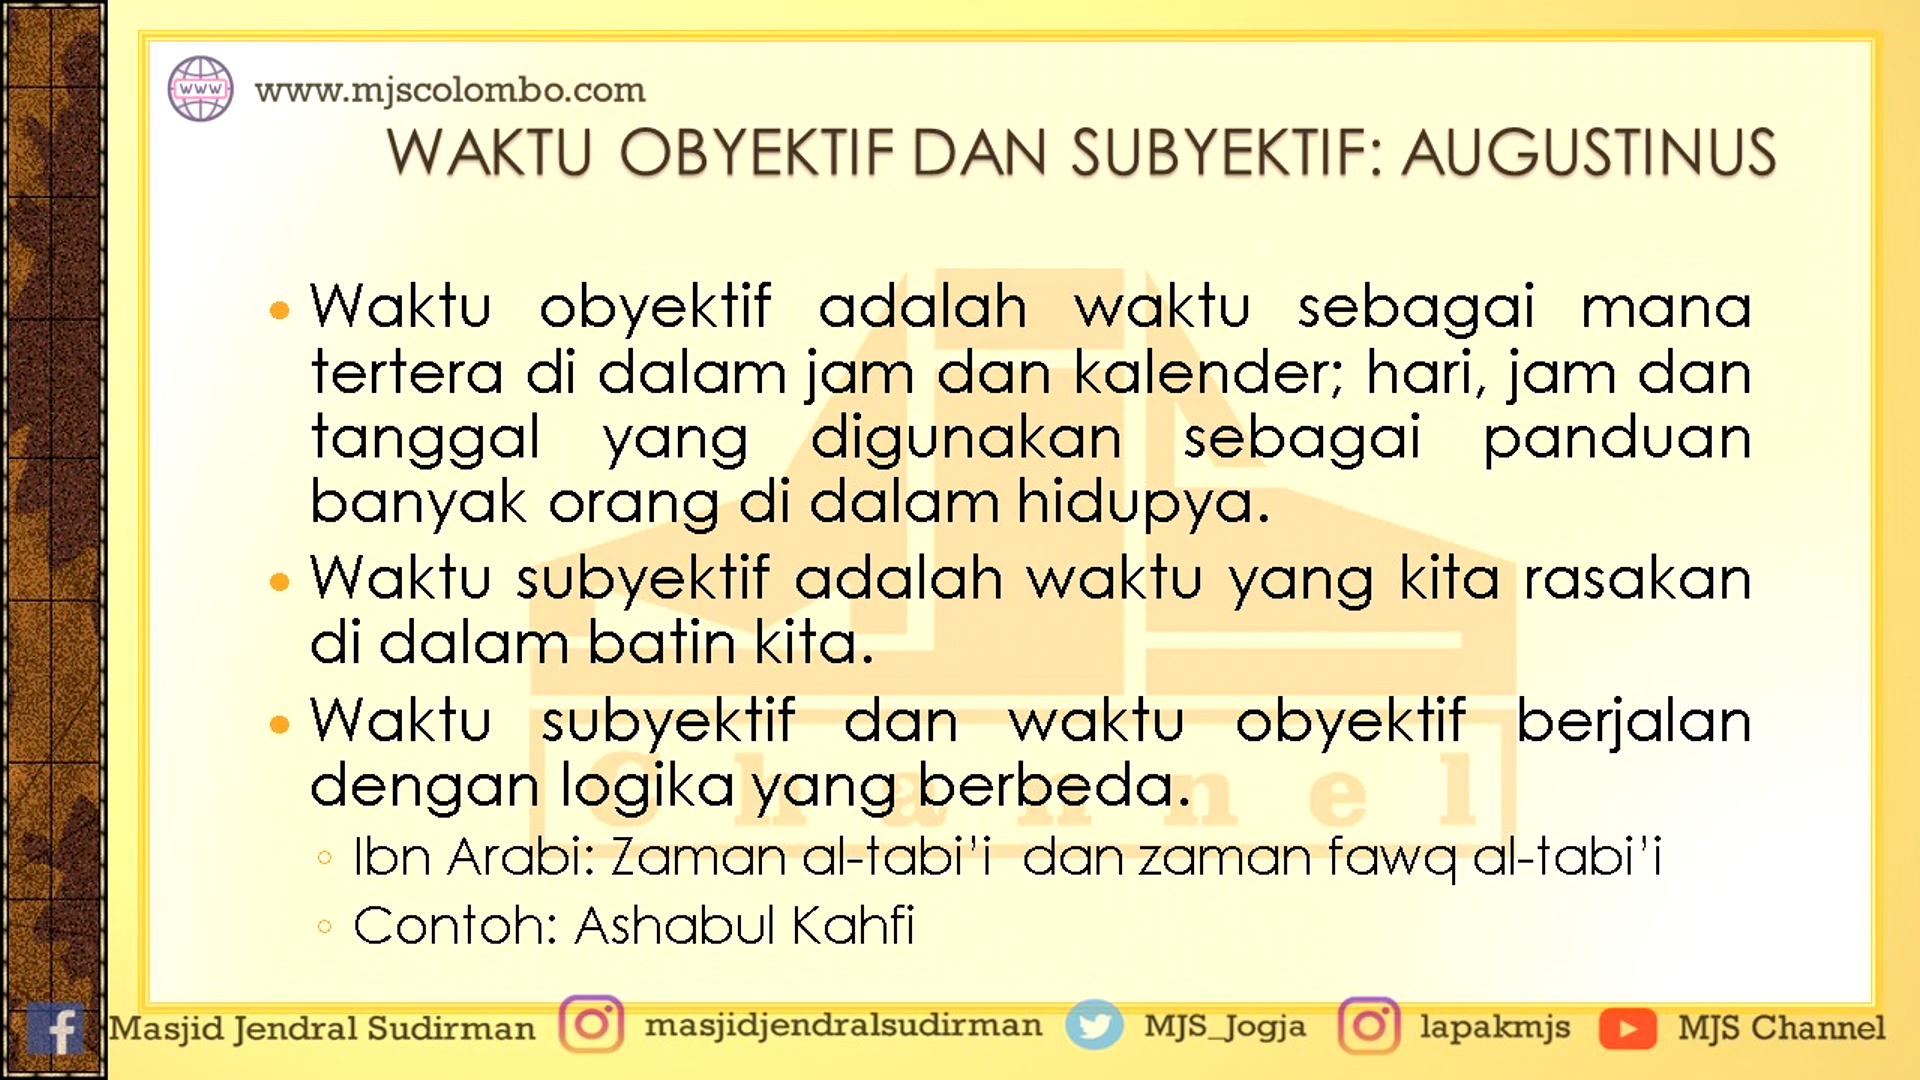 www
www.mjscolombo.com
WAKTU OBYEKTIF DAN SUBYEKTIF: AUGUSTINUS
• Waktu obyektif adalah waktu sebagai mana
tertera di dalam jam dan kalender; hari, jam dan
tanggal yang digunakan sebagai panduan
banyak orang di dalam hidupya.
• Waktu subyektif adalah waktu yang kita rasakan
di dalam batin kita.
• Waktu subyektif dan waktu obyektif berjalan
dengan logika yang berbeda.
◦ Ibn Arabi: Zaman al-tabi’i dan zaman fawq al-tabi’i
◦ Contoh: Ashabul Kahfi
Channel
Masjid Jendral Sudirman masjidjendralsudirman MJS_Jogja lapakmjs MJS Channel